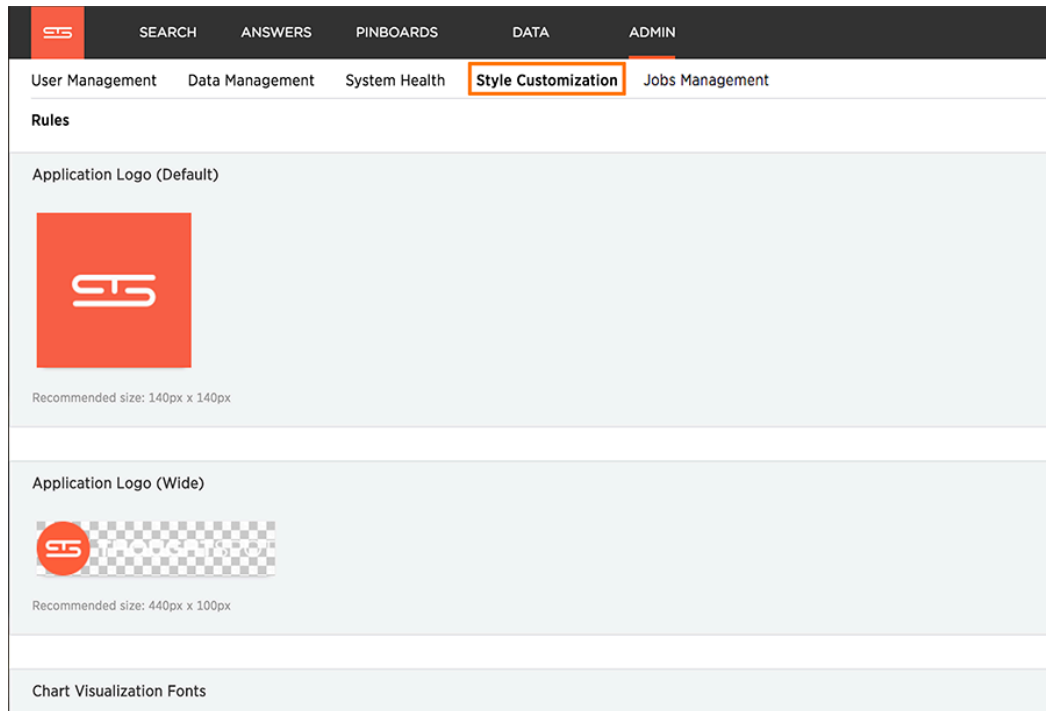 SEARCH ANSWERS PINBOARDS DATA ADMIN
User Management Data Management System Health Style Customization Jobs Management
Rules
Application Logo (Default)
Recommended size: 140px x 140px
Application Logo (Wide)
THOUGHTSPOT
Recommended size: 440px x 100px
Chart Visualization Fonts